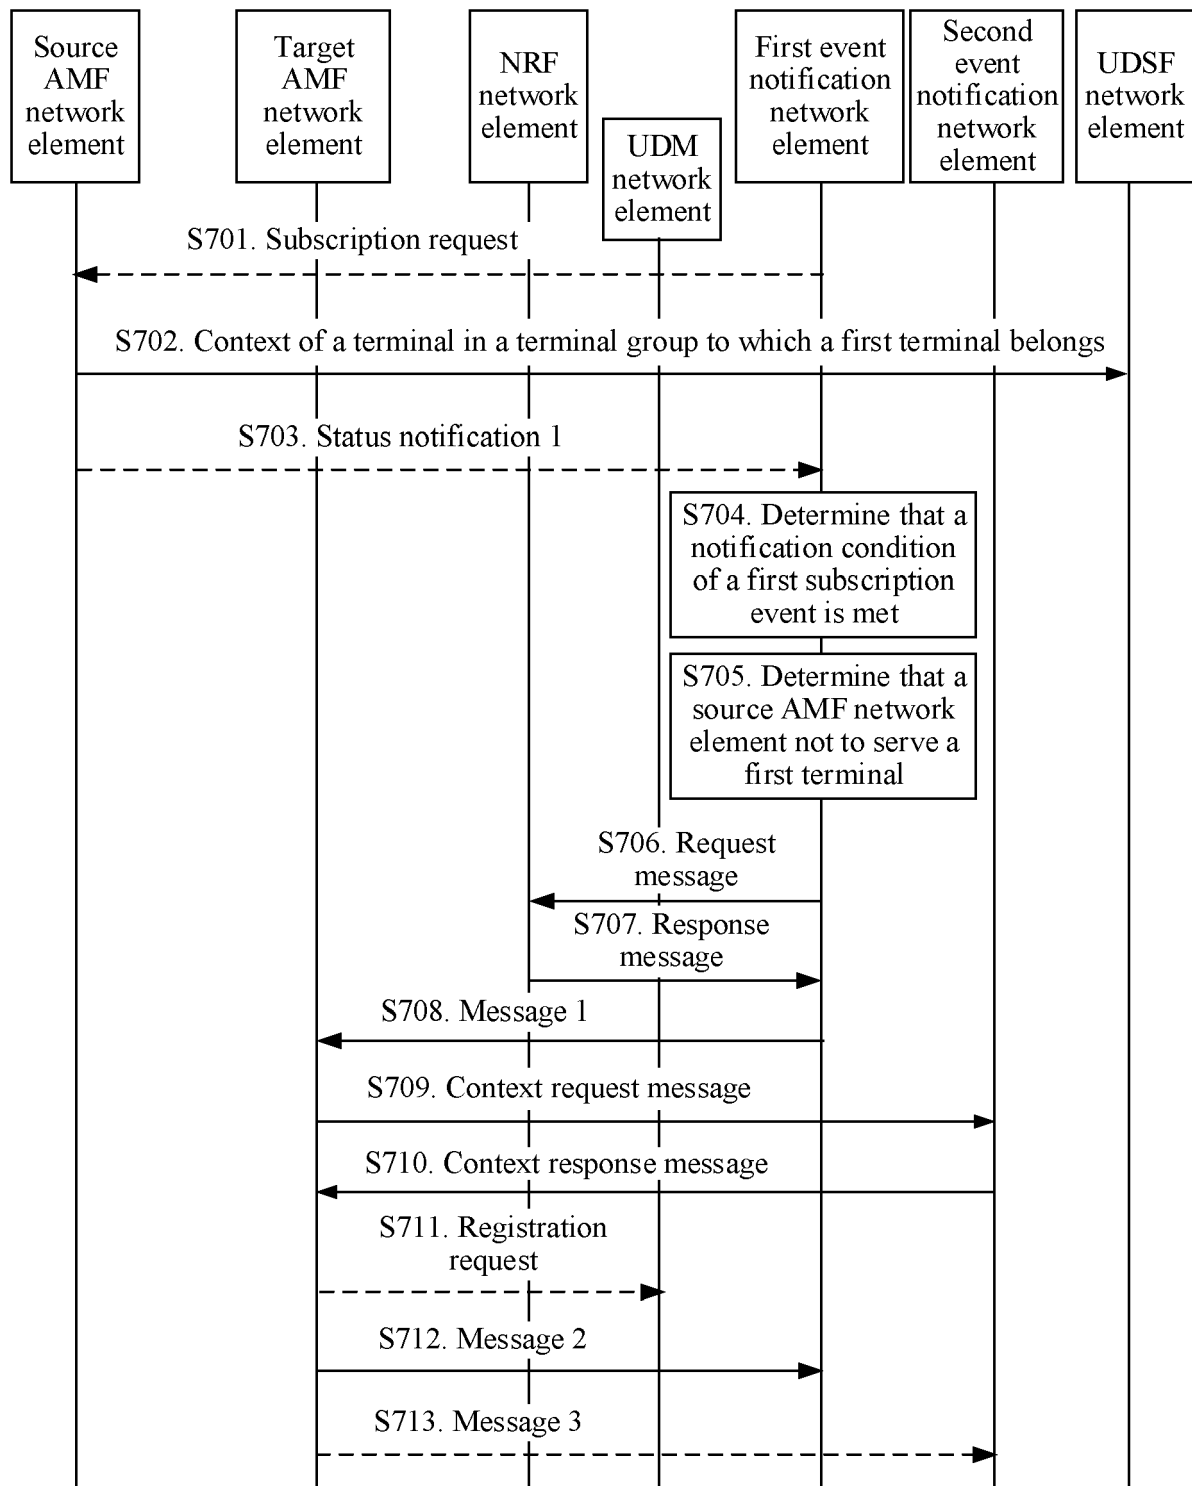 Source
AMF
network
element
Target
AMF
network
element
NRF
network
element
UDM
network
element
First event
notification
network
element
Second
event
notification
network
element
UDSF
network
element
S701. Subscription request
S702. Context of a terminal in a terminal group to which a first terminal belongs
S703. Status notification 1
S704. Determine that a
notification condition
of a first subscription
event is met
S705. Determine that a
source AMF network
element not to serve a
first terminal
S706. Request
message
S707. Response
message
S708. Message 1
S709. Context request message
S710. Context response message
S711. Registration
request
S712. Message 2
S713. Message 3